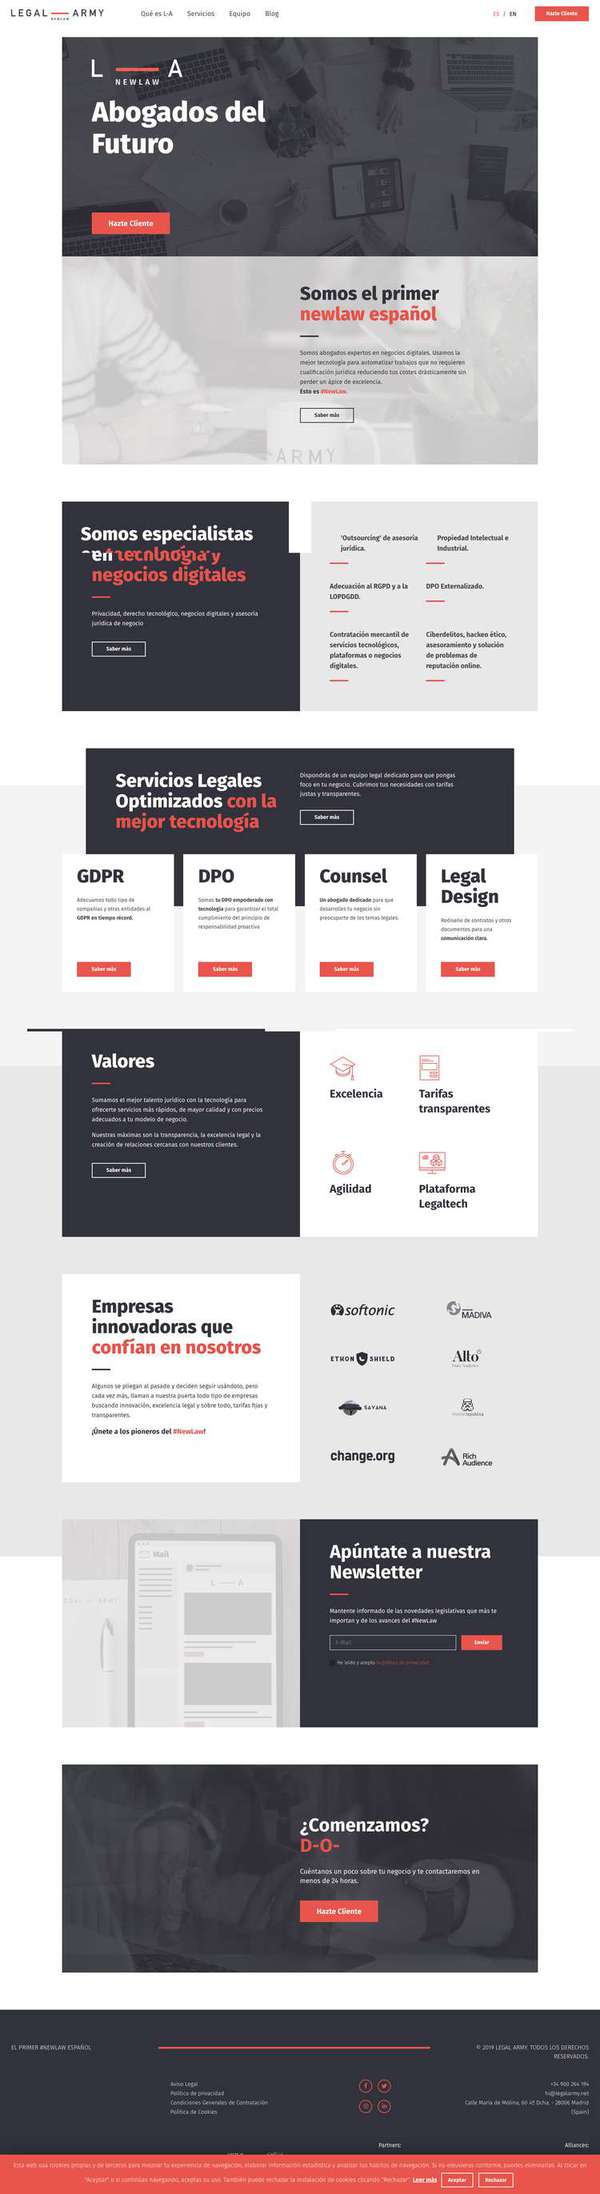 LEGAL ARMY
NEWLAW
Qué es L-A
Servicios
Equipo
Blog
ES / EN
Hazte Cliente
L A
NEWLAW
Abogados del
Futuro
Hazte Cliente
Somos el primer
newlaw español
Somos abogados expertos en negocios digitales. Usamos la
mejor tecnología para automatizar trabajos que no requieren
cualificación jurídica reduciendo tus costes drásticamente sin
perder un ápice de excelencia.
Esto es #NewLaw.
Saber más
ARMY
Somos especialistas
en tecnología y
negocios digitales
Privacidad, derecho tecnológico, negocios digitales y asesoría
jurídica de negocio
Saber más
'Outsourcing' de asesoría
jurídica.
Propiedad Intelectual e
Industrial.
Adecuación al RGPD y a la
LOPDGDD.
DPO Externalizado.
Contratación mercantil de
servicios tecnológicos,
plataformas o negocios
digitales.
Ciberdelitos, hackeo ético,
asesoramiento y solución
de problemas de
reputación online.
Servicios Legales
Optimizados con la
mejor tecnología
Dispondrás de un equipo legal dedicado para que pongas
foco en tu negocio. Cubrimos tus necesidades con tarifas
justas y transparentes.
Saber más
GDPR
Adecuamos todo tipo de
compañías y otras entidades al
GDPR en tiempo récord.
Saber más
DPO
Somos tu DPO empoderado con
tecnología para garantizar el total
cumplimiento del principio de
responsabilidad proactiva
Saber más
Counsel
Un abogado dedicado para que
desarrolles tu negocio sin
preocuparte de los temas legales.
Saber más
Legal
Design
Rediseño de contratos y otros
documentos para una
comunicación clara.
Saber más
Valores
Sumamos el mejor talento jurídico con la tecnología para
ofrecerte servicios más rápidos, de mayor calidad y con precios
adecuados a tu modelo de negocio.
Nuestras máximas son la transparencia, la excelencia legal y la
creación de relaciones cercanas con nuestros clientes.
Saber más
Excelencia
Tarifas
transparentes
Agilidad
Plataforma
Legaltech
Empresas
innovadoras que
confían en nosotros
Algunos se pliegan al pasado y deciden seguir usándoto, pero
cada vez más, llaman a nuestra puerta todo tipo de empresas
buscando innovación, excelencia legal y sobre todo, tarifas fijas y
transparentes.
¡Únete a los pioneros del #NewLaw!
softonic
MADIVA
ETHON SHIELD
Alto
SAVANA
change.org
Rich
Audience
Mail
L A
Apúntate a nuestra
Newsletter
Mantente informado de las novedades legislativas que más te
importan y de los avances del #NewLaw
E-Mail
Enviar
He leído y acepto la política de privacidad
¿Comenzamos?
D-O-
Cuéntanos un poco sobre tu negocio y te contactaremos en
menos de 24 horas.
Hazte Cliente
EL PRIMER #NEWLAW ESPAÑOL
© 2019 LEGAL ARMY. TODOS LOS DERECHOS
RESERVADOS.
Aviso Legal
Política de privacidad
Condiciones Generales de Contratación
Política de Cookies
+34 900 264 194
hi@legalarmy.net
Calle María de Molina, 60 4º Dcha. - 28006 Madrid
(Spain)
Partners:
Alliances:
Esta web usa cookies propias y de terceros para mejorar tu experiencia de navegación, elaborar información estadística y analizar tus hábitos de navegación. Si no estuvieras conforme, puedes eliminarlas. Al clicar en
"Aceptar" o si continúas navegando, aceptas su uso. También puede rechazar la instalación de cookies clicando "Rechazar". Leer más
Aceptar
Rechazar